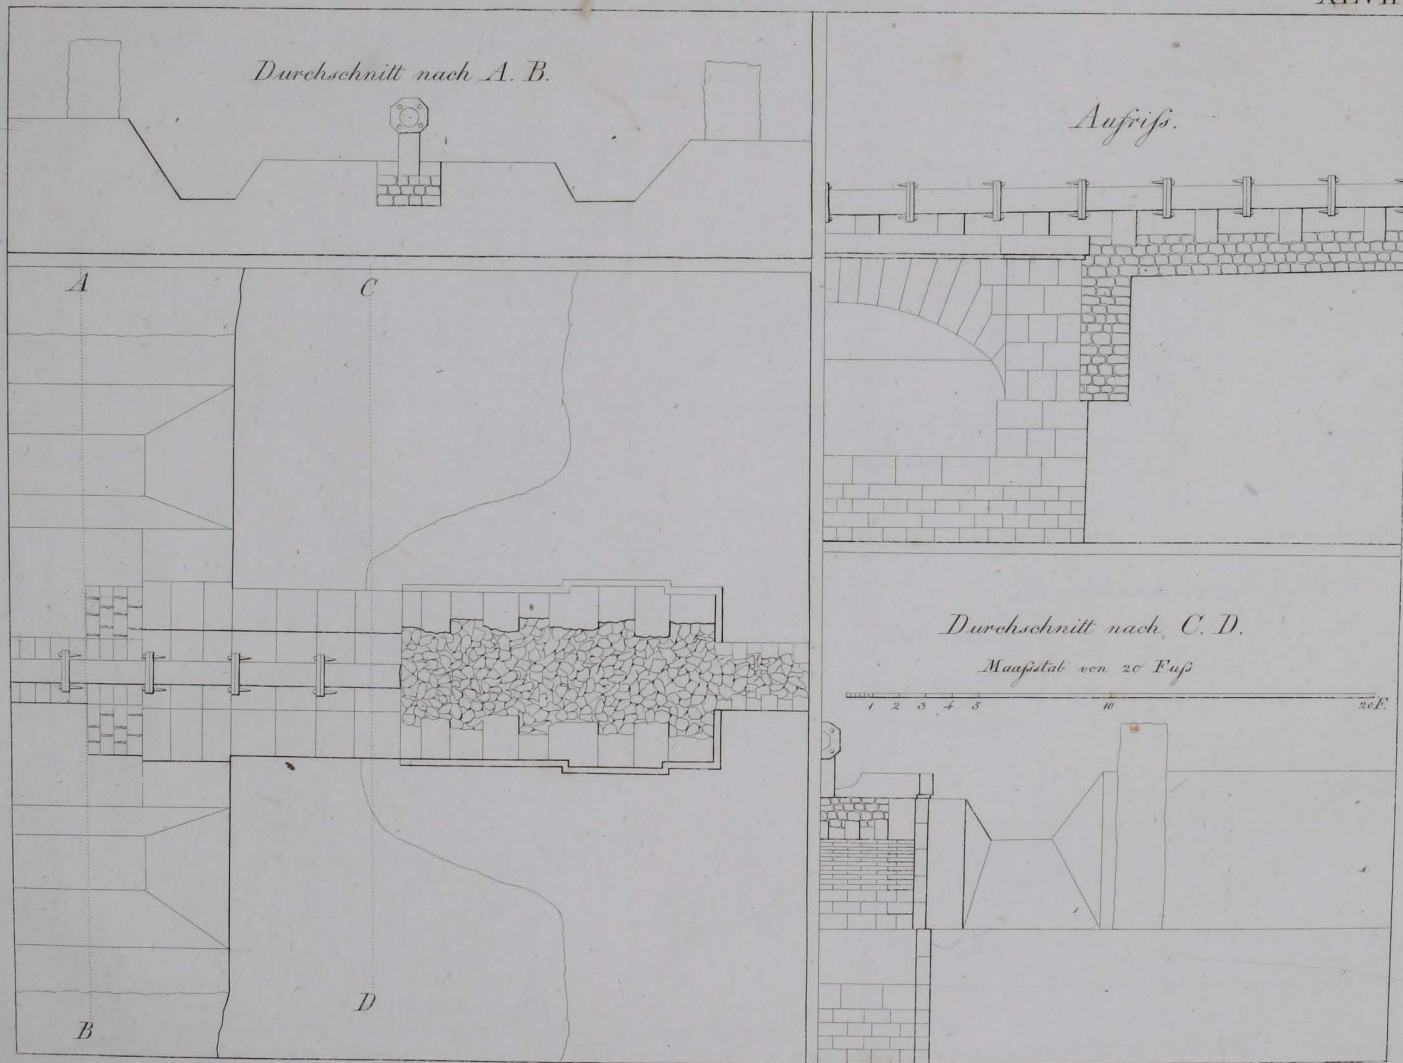 Durchschnitt nach A. B.
Aufriſs.
A
C
D
B
Durchschnitt nach C. D.
Maaſsstab von 20 Fuſs
1 2 3 4 5 10 20 F.